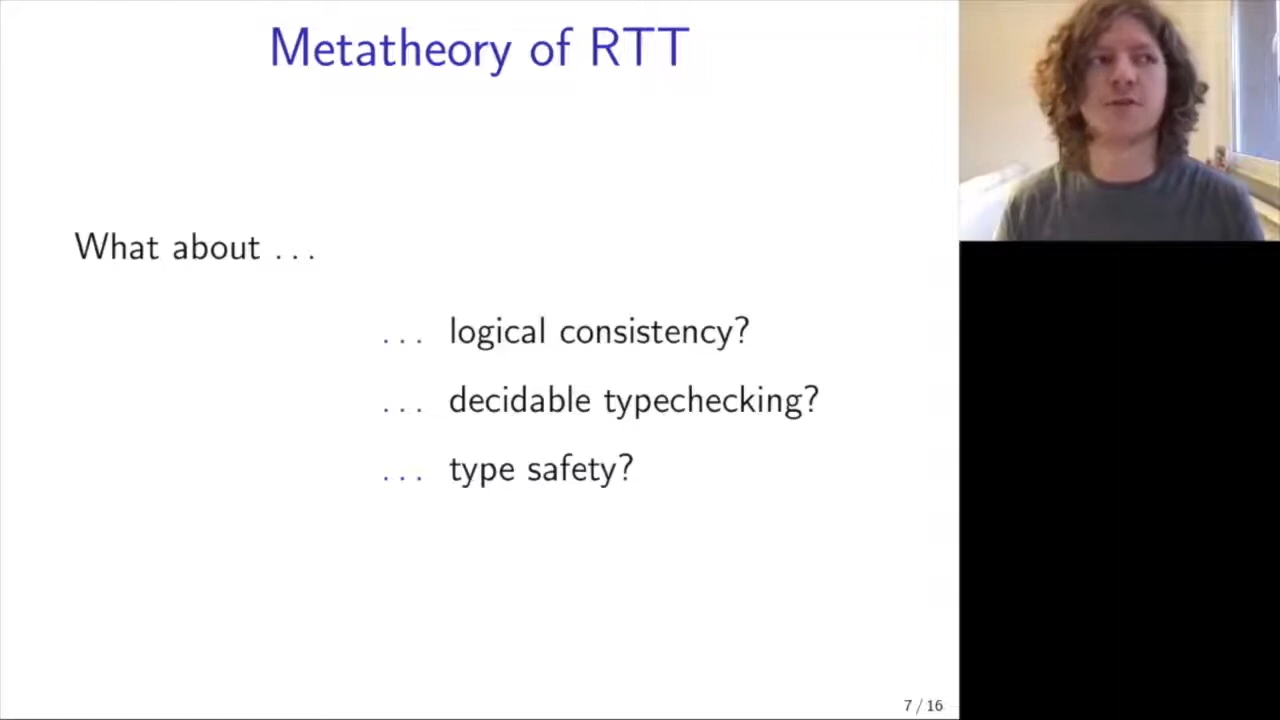 Metatheory of RTT
What about ...
... logical consistency?
... decidable typechecking?
... type safety?
7 / 16